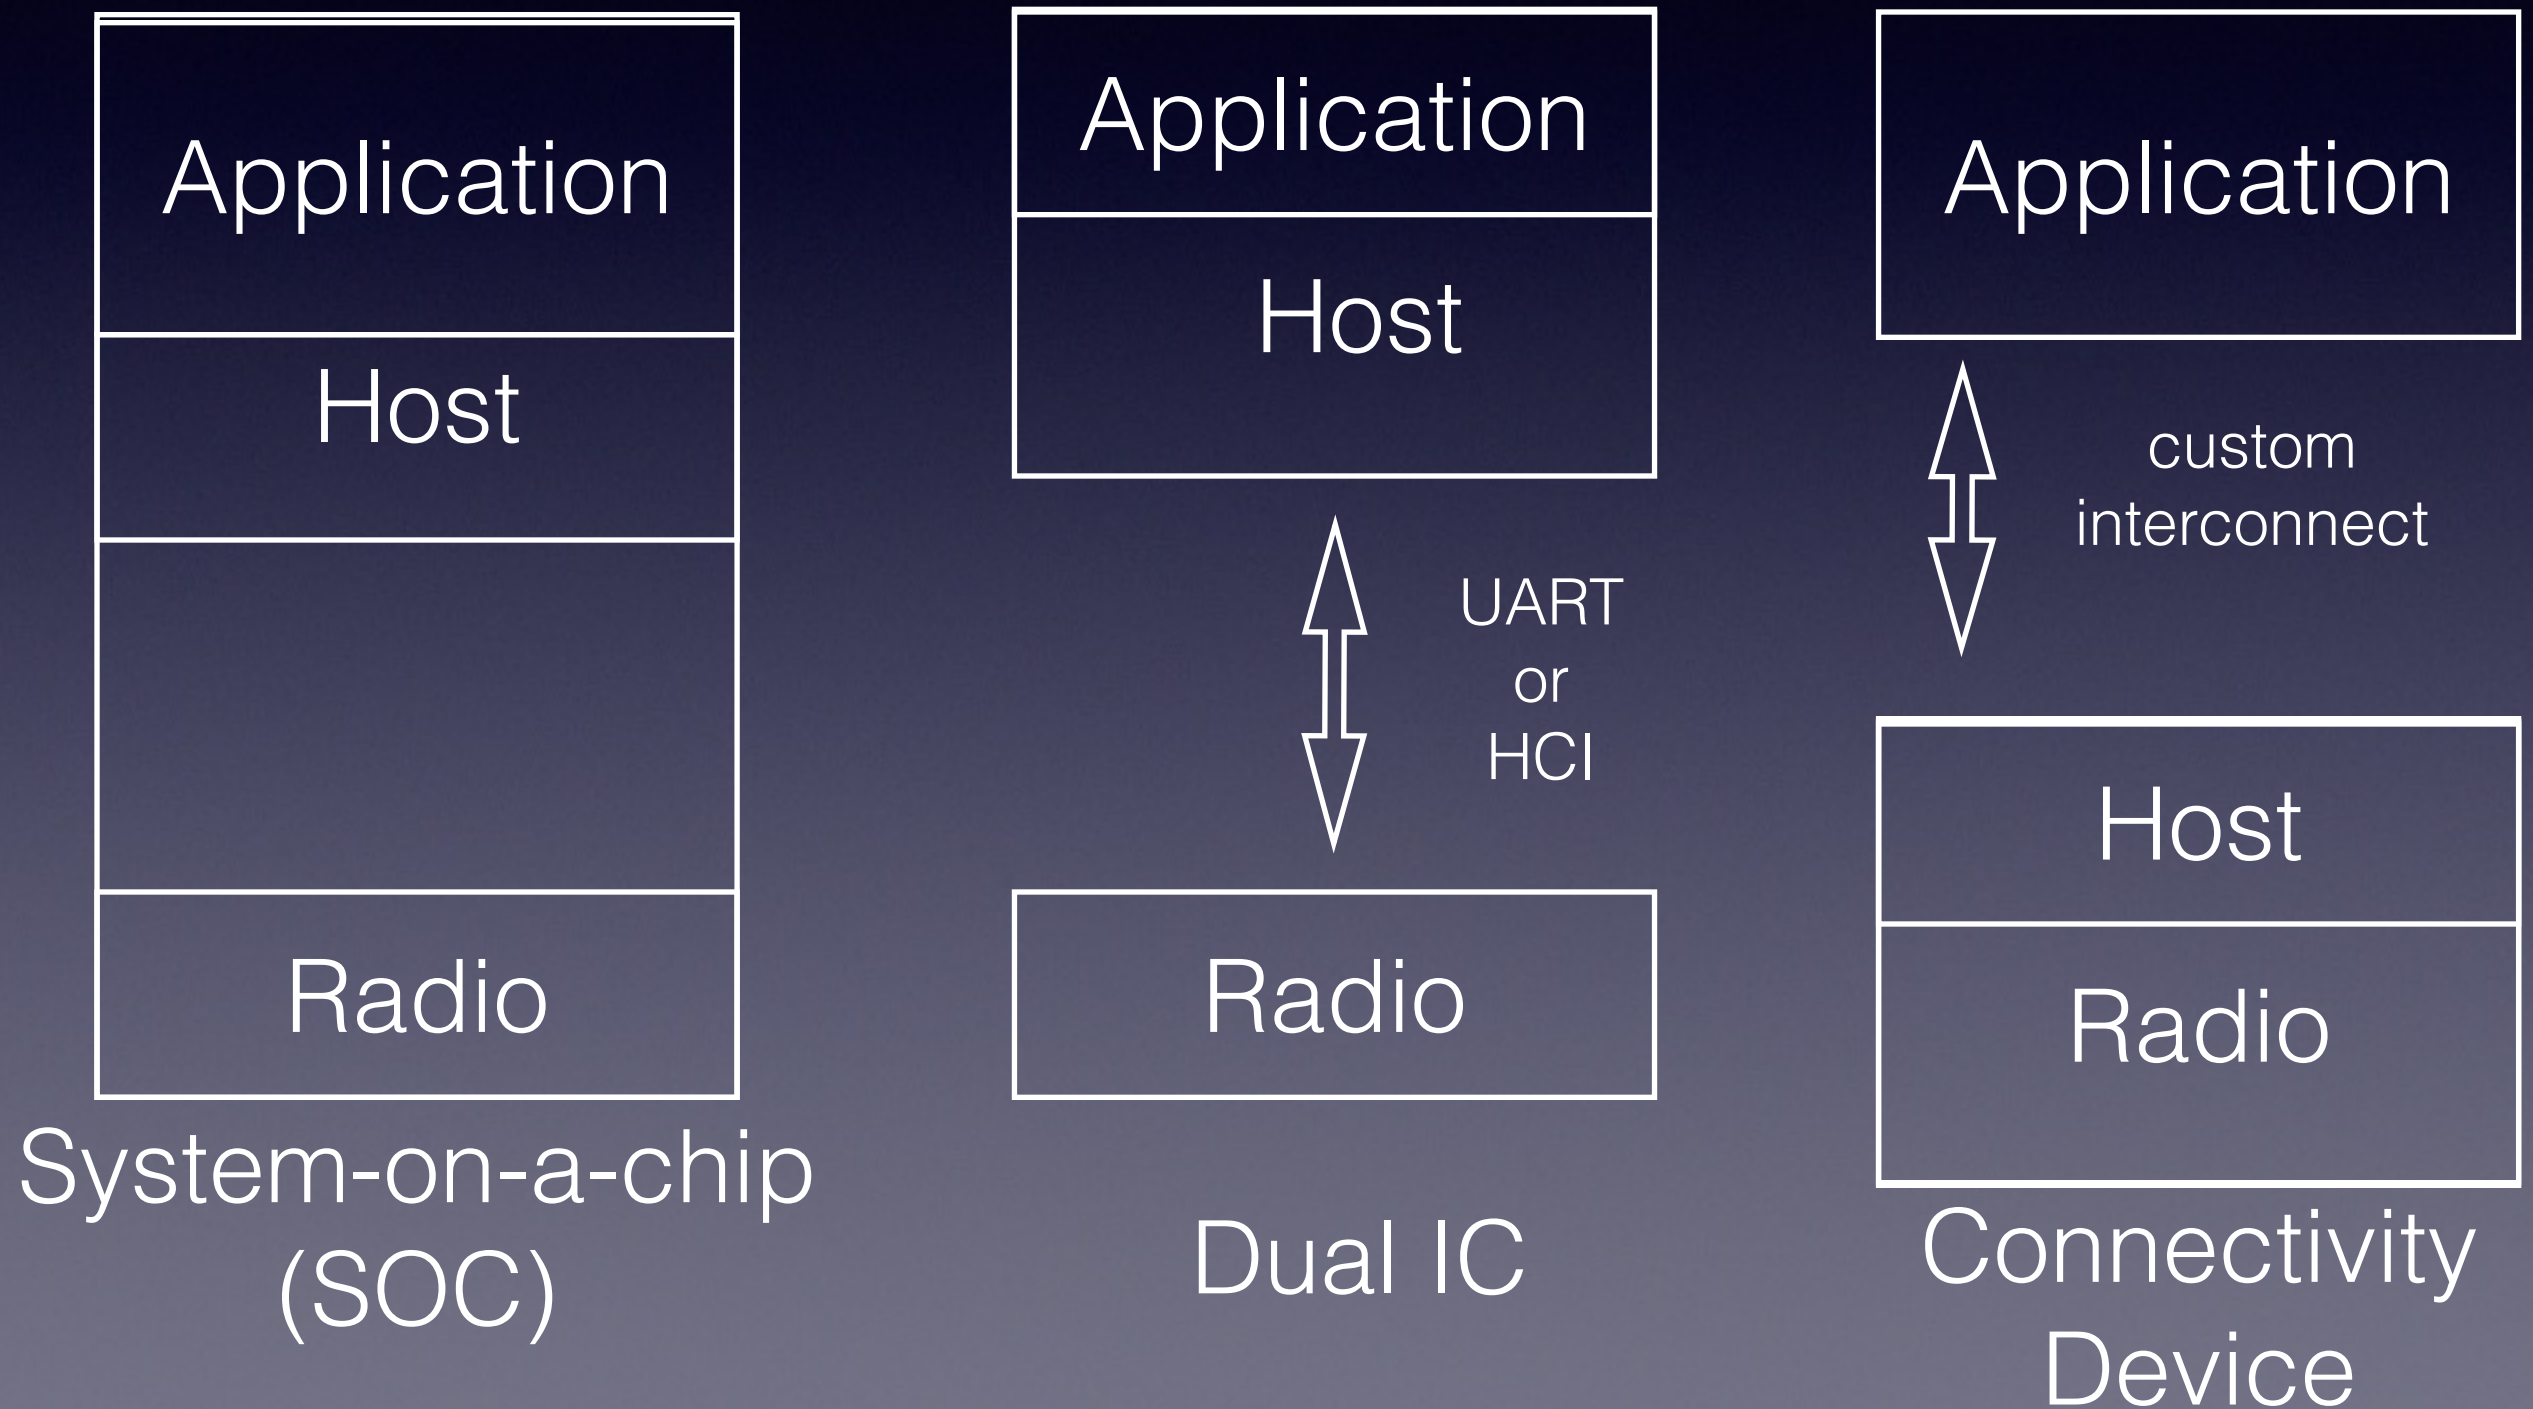 Application
Host
Radio
System-on-a-chip
(SOC)
Application
Host
UART
or
HCI
Radio
Dual IC
Application
custom
interconnect
Host
Radio
Connectivity
Device